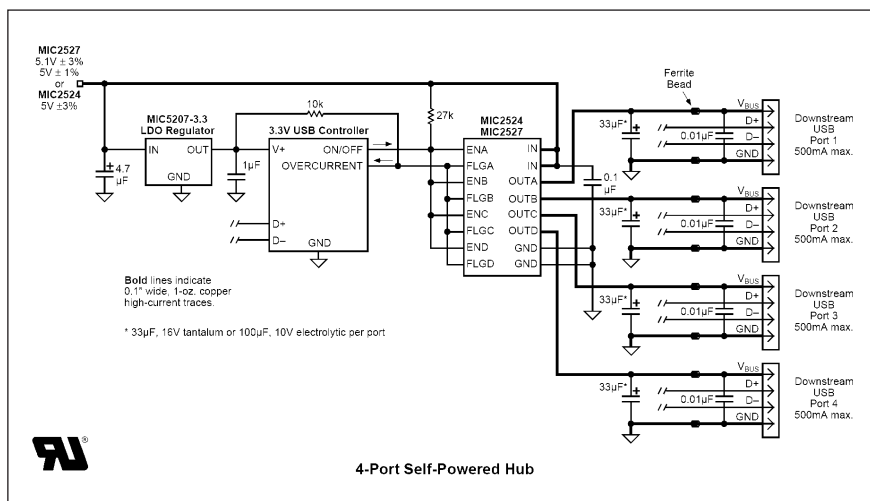 MIC2527
5.1V ± 3%
5V ± 1%
or
MIC2524
5V ±3%
MIC5207-3.3
LDO Regulator
IN
OUT
GND
4.7
µF
1µF
10k
3.3V USB Controller
V+
ON/OFF
OVERCURRENT
D+
D–
GND
27k
MIC2524
MIC2527
ENA
FLGA
ENB
FLGB
ENC
FLGC
END
FLGD
IN
IN
OUTA
OUTB
OUTC
OUTD
GND
GND
0.1
µF
Ferrite
Bead
33µF*
0.01µF
VBUS
D+
D–
GND
Downstream
USB
Port 1
500mA max.
33µF*
0.01µF
VBUS
D+
D–
GND
Downstream
USB
Port 2
500mA max.
33µF*
0.01µF
VBUS
D+
D–
GND
Downstream
USB
Port 3
500mA max.
33µF*
0.01µF
VBUS
D+
D–
GND
Downstream
USB
Port 4
500mA max.
Bold lines indicate
0.1" wide, 1-oz. copper
high-current traces.
* 33µF, 16V tantalum or 100µF, 10V electrolytic per port
RU®
4-Port Self-Powered Hub